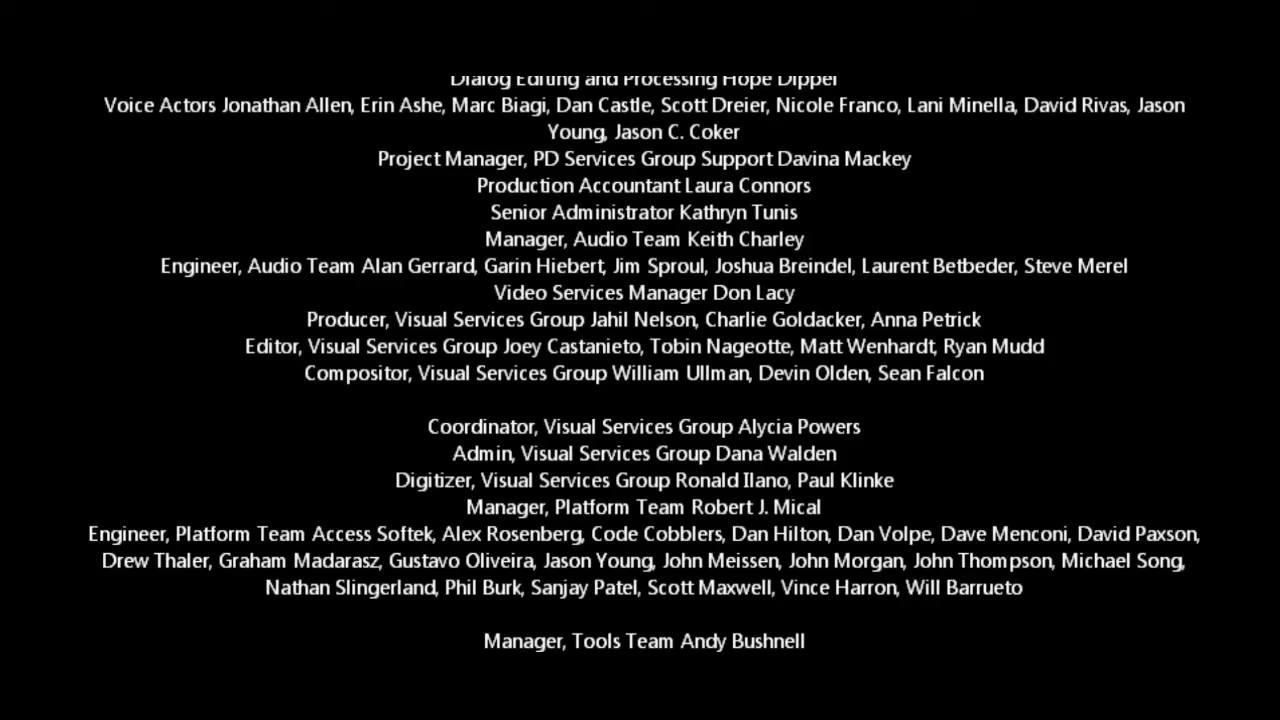 Dialog Editing and Processing Hope Dippel
Voice Actors Jonathan Allen, Erin Ashe, Marc Biagi, Dan Castle, Scott Dreier, Nicole Franco, Lani Minella, David Rivas, Jason
Young, Jason C. Coker
Project Manager, PD Services Group Support Davina Mackey
Production Accountant Laura Connors
Senior Administrator Kathryn Tunis
Manager, Audio Team Keith Charley
Engineer, Audio Team Alan Gerrard, Garin Hiebert, Jim Sproul, Joshua Breindel, Laurent Betbeder, Steve Merel
Video Services Manager Don Lacy
Producer, Visual Services Group Jahil Nelson, Charlie Goldacker, Anna Petrick
Editor, Visual Services Group Joey Castanieto, Tobin Nageotte, Matt Wenhardt, Ryan Mudd
Compositor, Visual Services Group William Ullman, Devin Olden, Sean Falcon
Coordinator, Visual Services Group Alycia Powers
Admin, Visual Services Group Dana Walden
Digitizer, Visual Services Group Ronald Ilano, Paul Klinke
Manager, Platform Team Robert J. Mical
Engineer, Platform Team Access Softek, Alex Rosenberg, Code Cobblers, Dan Hilton, Dan Volpe, Dave Menconi, David Paxson,
Drew Thaler, Graham Madarasz, Gustavo Oliveira, Jason Young, John Meissen, John Morgan, John Thompson, Michael Song,
Nathan Slingerland, Phil Burk, Sanjay Patel, Scott Maxwell, Vince Harron, Will Barrueto
Manager, Tools Team Andy Bushnell